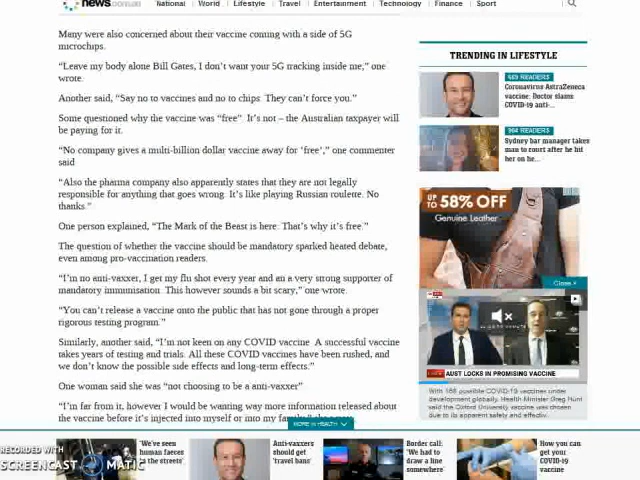 news.com.au
National
World
Lifestyle
Travel
Entertainment
Technology
Finance
Sport
Many were also concerned about their vaccine coming with a side of 5G
microchips.
“Leave my body alone Bill Gates, I don’t want your 5G tracking inside me,” one
wrote.
Another said, “Say no to vaccines and no to chips. They can’t force you.”
Some questioned why the vaccine was “free”. It’s not – the Australian taxpayer will
be paying for it.
“No company gives a multi-billion dollar vaccine away for ‘free’,” one commenter
said
“Also the pharma company also apparently states that they are not legally
responsible for anything that goes wrong. It’s like playing Russian roulette. No
thanks.”
One person explained, “The Mark of the Beast is here. That’s why it’s free.”
The question of whether the vaccine should be mandatory sparked heated debate,
even among pro-vaccination readers.
“I’m no anti-vaxxer, I get my flu shot every year and an a very strong supporter of
mandatory immunisation. This however sounds a bit scary,” one wrote.
“You can’t release a vaccine onto the public that has not gone through a proper
rigorous testing program.”
Similarly, another said, “I’m not keen on any COVID vaccine. A successful vaccine
takes years of testing and trials. All these COVID vaccines have been rushed, and
we don’t know the possible side effects and long-term effects.”
One woman said she was “not choosing to be a anti-vaxxer”
“I’m far from it, however I would be wanting way more information released about
the vaccine before it’s injected into myself or into my
TRENDING IN LIFESTYLE
READERS
Coronavirus AstraZeneca
vaccine: Doctor slams
COVID-19 anti-...
READERS
Sydney bar manager takes
man to court after he hit
her on he...
UP TO 58% OFF
Genuine Leather
Close ×
AUST LOCKS IN PROMISING VACCINE
With 168 possible COVID-19 vaccines under
development globally, Health Minister Greg Hunt
said the Oxford University vaccine was chosen
due to its apparent safety and effectiv.
MORE IN HEALTH
‘We’ve seen
human faeces
in the streets’
Anti-vaxxers
should get
‘travel bans’
Border call:
‘We had to
draw a line
somewhere’
How you can
get your
COVID-19
vaccine
RECORDED WITH
SCREENCAST MATIC